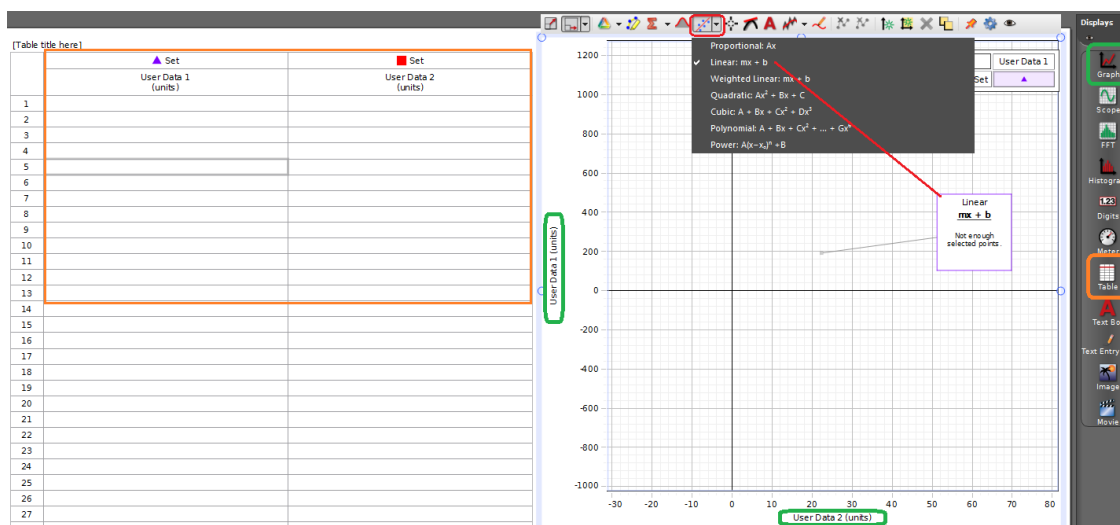 Displays
[Table title here]
Set
Set
User Data 1
(units)
User Data 2
(units)
1
2
3
4
5
6
7
8
9
10
11
12
13
14
15
16
17
18
19
20
21
22
23
24
25
26
27
Proportional: Ax
Linear: mx + b
Weighted Linear: mx + b
Quadratic: Ax² + Bx + C
Cubic: A + Bx + Cx² + Dx³
Polynomial: A + Bx + Cx² + ... + Gx⁶
Power: A(x−x₀)ⁿ +B
User Data 1
Set
Linear
mx + b
Not enough
selected points.
1200
1000
800
600
400
200
0
-200
-400
-600
-800
-1000
User Data 1 (units)
-30 -20 -10 0 10 20 30 40 50 60 70 80
User Data 2 (units)
Graph
Scope
FFT
Histogra
1.23
Digits
Meter
Table
Text Bo
Text Entry
Image
Movie